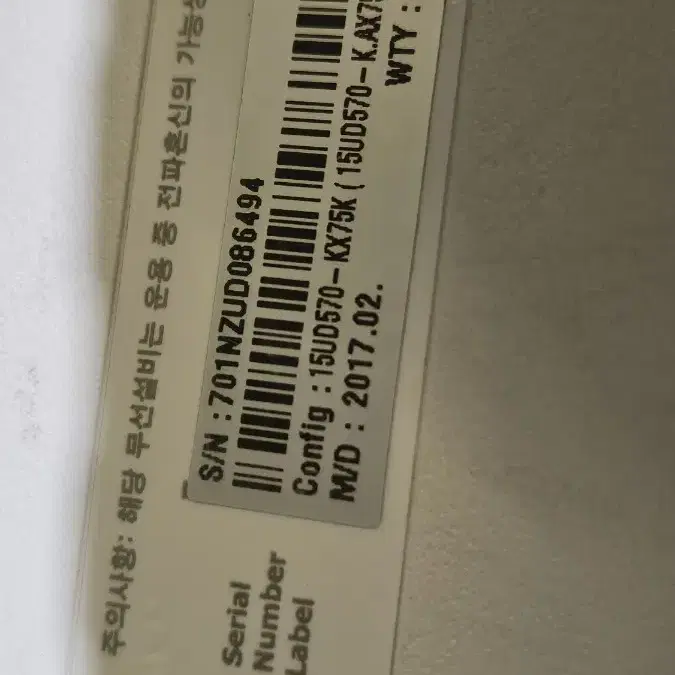 주의사항: 해당 무선설비는 운용 중 전파혼신의 가능성
S/N :701NZUD086494
Config :15UD570-KX75K ( 15UD570-K.AX75
M/D : 2017.02.
WTY :
Serial
Number
Label